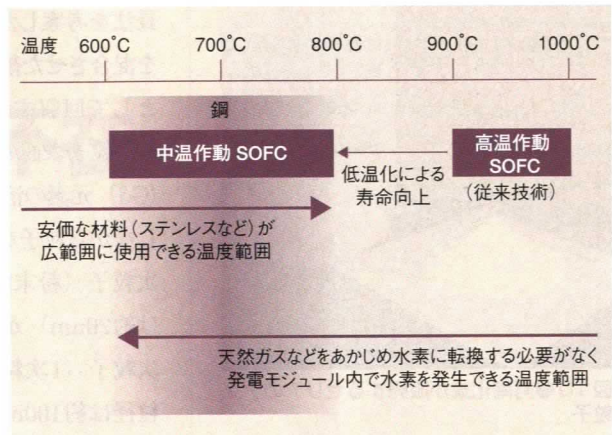 温度 600˚C 700˚C 800˚C 900˚C 1000˚C
鋼
中温作動 SOFC
高温作動
SOFC
(従来技術)
低温化による
寿命向上
安価な材料(ステンレスなど)が
広範囲に使用できる温度範囲
天然ガスなどをあらかじめ水素に転換する必要がなく
発電モジュール内で水素を発生できる温度範囲